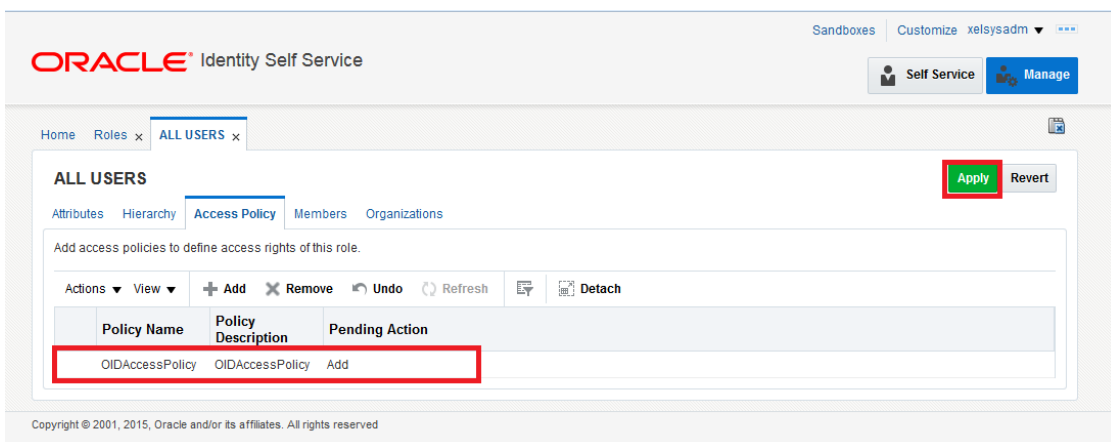 Sandboxes Customize xelsysadm
ORACLE® Identity Self Service
Self Service Manage
Home Roles x ALL USERS x
ALL USERS
Apply Revert
Attributes Hierarchy Access Policy Members Organizations
Add access policies to define access rights of this role.
Actions View Add Remove Undo Refresh Detach
Policy Name Policy Description Pending Action
OIDAccessPolicy OIDAccessPolicy Add
Copyright © 2001, 2015, Oracle and/or its affiliates. All rights reserved